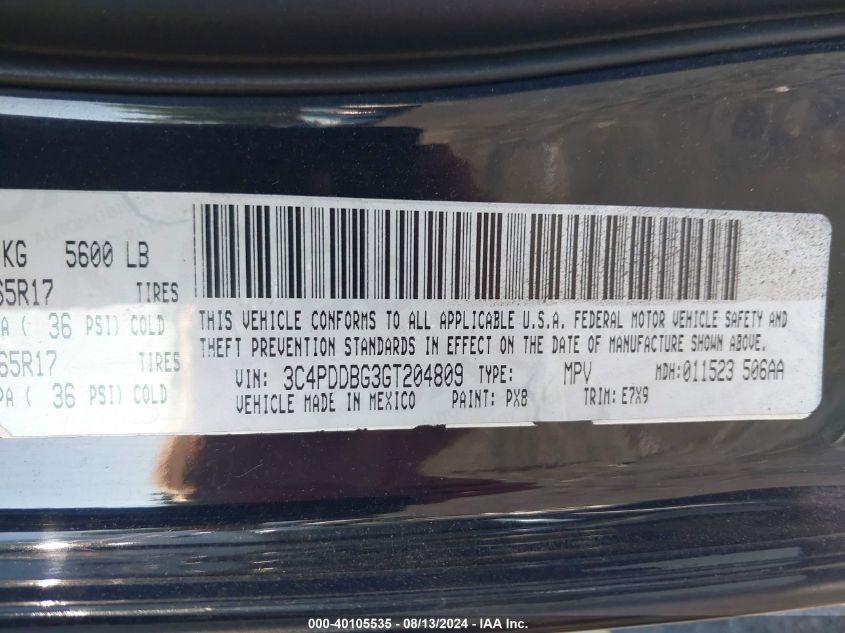 KG 5600 LB
65R17 TIRES
PA ( 36 PSI) COLD
65R17 TIRES
PA ( 36 PSI) COLD
THIS VEHICLE CONFORMS TO ALL APPLICABLE U.S.A. FEDERAL MOTOR VEHICLE SAFETY AND
THEFT PREVENTION STANDARDS IN EFFECT ON THE DATE OF MANUFACTURE SHOWN ABOVE.
VIN: 3C4PDDBG3GT204809 TYPE: MPV MDH: 011523 506AA
VEHICLE MADE IN MEXICO PAINT: PX8 TRIM: E7X9
000-40105535 - 08/13/2024 - IAA Inc.